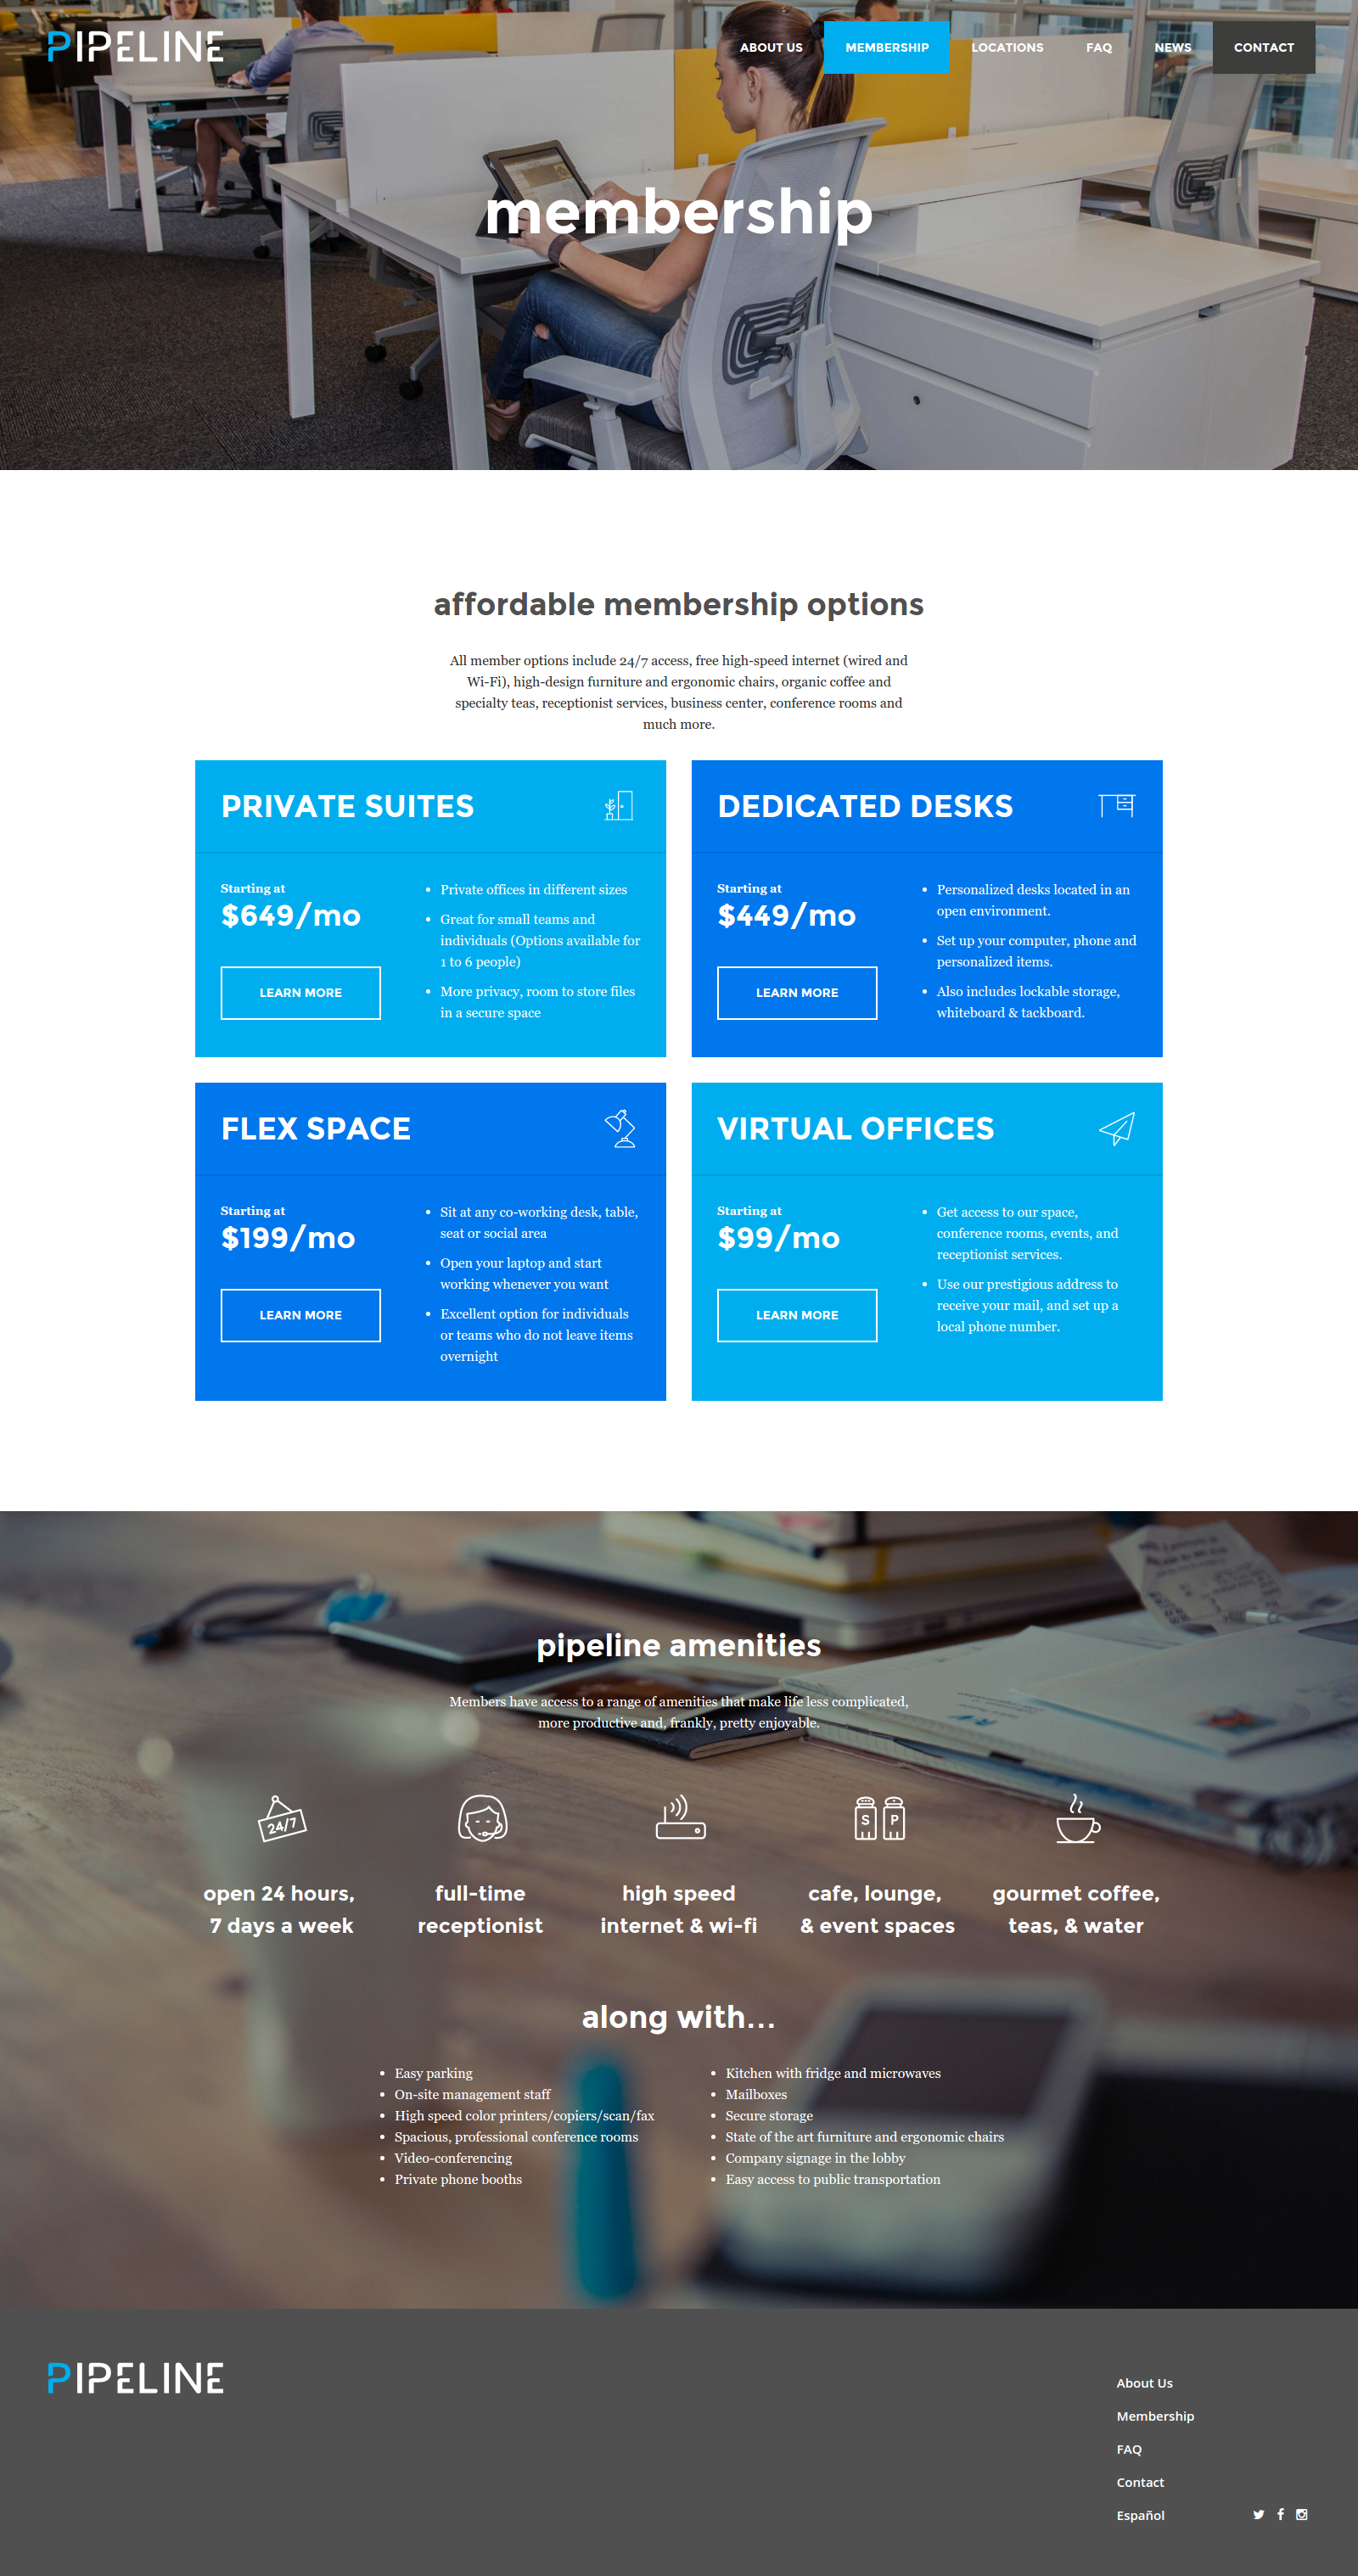 PIPELINE
ABOUT US
MEMBERSHIP
LOCATIONS
FAQ
NEWS
CONTACT
membership
affordable membership options
All member options include 24/7 access, free high-speed internet (wired and
Wi-Fi), high-design furniture and ergonomic chairs, organic coffee and
specialty teas, receptionist services, business center, conference rooms and
much more.
PRIVATE SUITES
Starting at
$649/mo
LEARN MORE
• Private offices in different sizes
• Great for small teams and
individuals (Options available for
1 to 6 people)
• More privacy, room to store files
in a secure space
DEDICATED DESKS
Starting at
$449/mo
LEARN MORE
• Personalized desks located in an
open environment.
• Set up your computer, phone and
personalized items.
• Also includes lockable storage,
whiteboard & tackboard.
FLEX SPACE
Starting at
$199/mo
LEARN MORE
• Sit at any co-working desk, table,
seat or social area
• Open your laptop and start
working whenever you want
• Excellent option for individuals
or teams who do not leave items
overnight
VIRTUAL OFFICES
Starting at
$99/mo
LEARN MORE
• Get access to our space,
conference rooms, events, and
receptionist services.
• Use our prestigious address to
receive your mail, and set up a
local phone number.
pipeline amenities
Members have access to a range of amenities that make life less complicated,
more productive and, frankly, pretty enjoyable.
24/7
open 24 hours,
7 days a week
full-time
receptionist
high speed
internet & wi-fi
S P
cafe, lounge,
& event spaces
gourmet coffee,
teas, & water
along with...
• Easy parking
• On-site management staff
• High speed color printers/copiers/scan/fax
• Spacious, professional conference rooms
• Video-conferencing
• Private phone booths
• Kitchen with fridge and microwaves
• Mailboxes
• Secure storage
• State of the art furniture and ergonomic chairs
• Company signage in the lobby
• Easy access to public transportation
PIPELINE
About Us
Membership
FAQ
Contact
Español